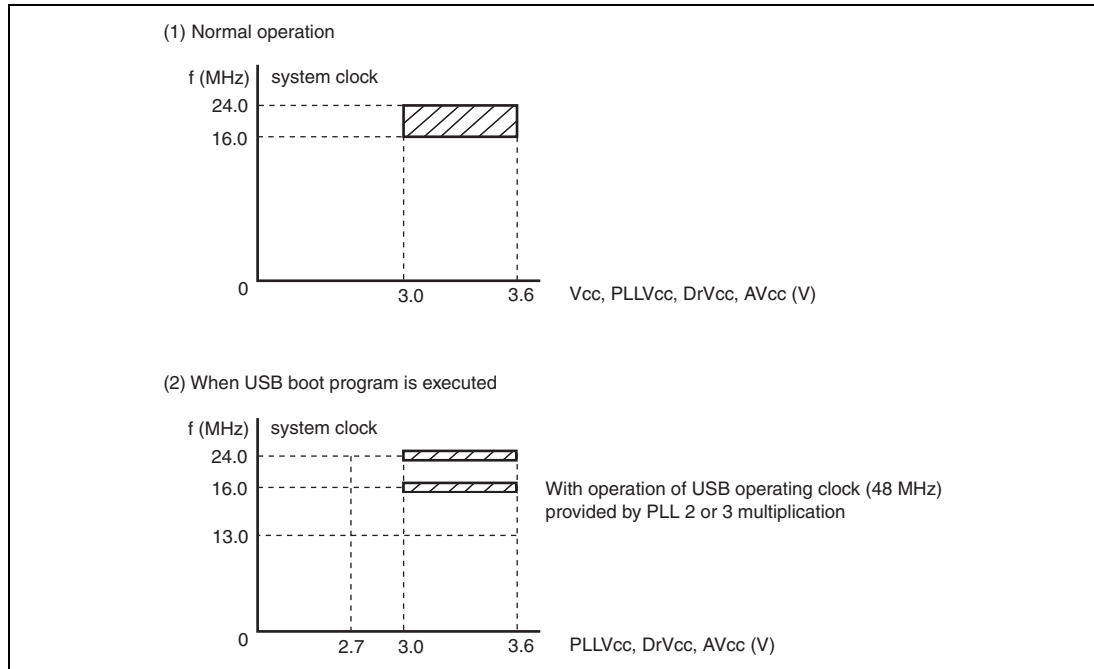 (1) Normal operation
f (MHz) system clock
24.0
16.0
0
3.0 3.6 Vcc, PLLVcc, DrVcc, AVcc (V)
(2) When USB boot program is executed
f (MHz) system clock
24.0
16.0
With operation of USB operating clock (48 MHz)
provided by PLL 2 or 3 multiplication
13.0
0
2.7 3.0 3.6 PLLVcc, DrVcc, AVcc (V)